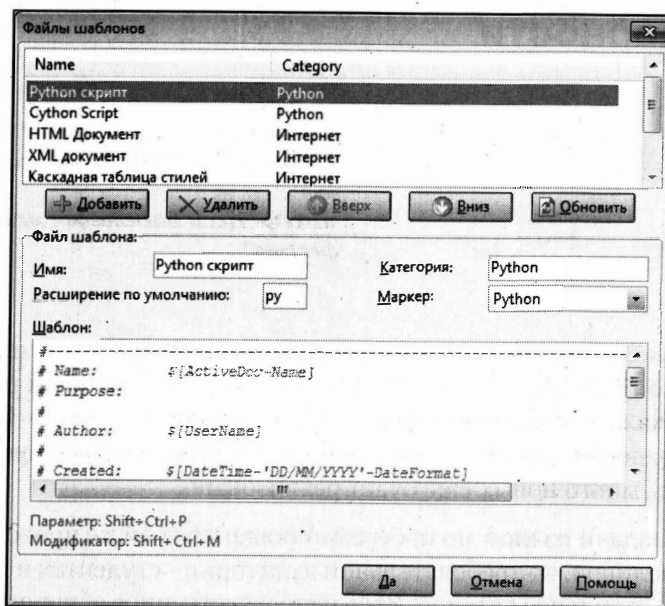 Файлы шаблонов
Name Category
Python скрипт Python
Cython Script Python
HTML Документ Интернет
XML документ Интернет
Каскадная таблица стилей Интернет
Добавить Удалить Вверх Вниз Обновить
Файл шаблона:
Имя: Python скрипт Категория: Python
Расширение по умолчанию: py Маркер: Python
Шаблон:
#-------------------------------------------------------------------------------
# Name: $[ActiveDoc-Name]
# Purpose:
#
# Author: $[UserName]
#
# Created: $[DateTime-'DD/MM/YYYY'-DateFormat]
Параметр: Shift+Ctrl+P
Модификатор: Shift+Ctrl+M
Да Отмена Помощь